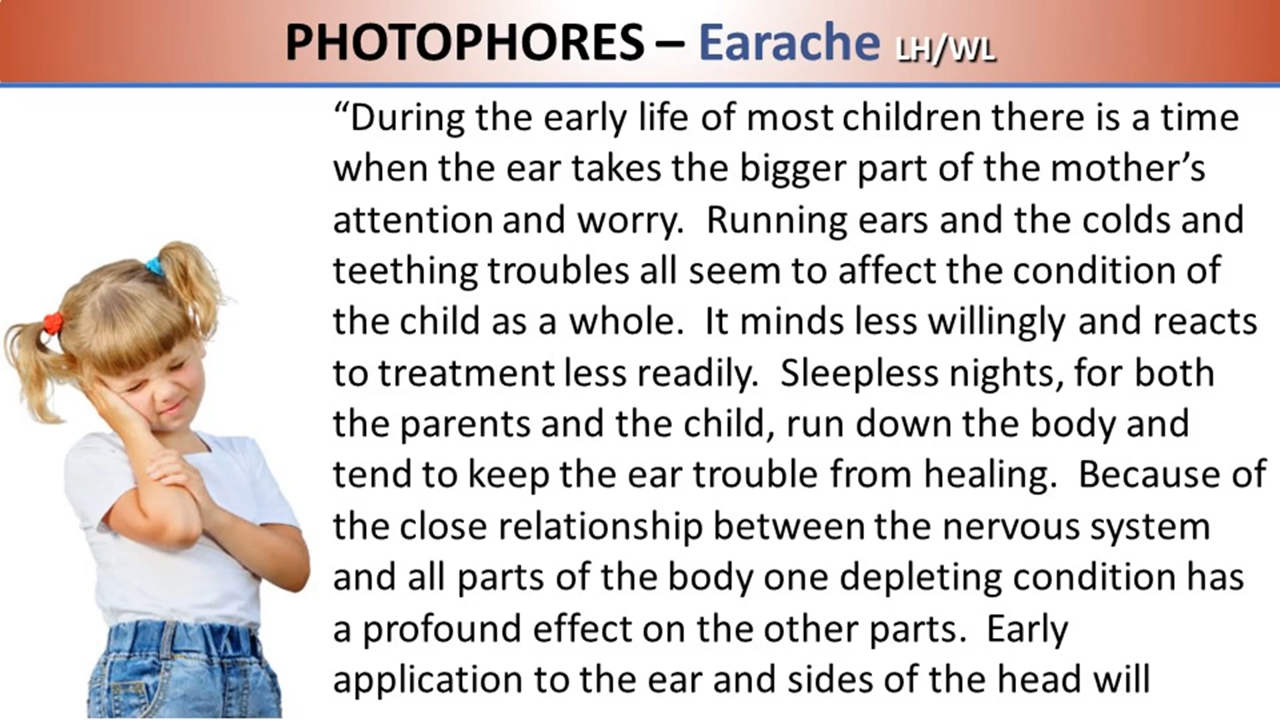 PHOTOPHORES – Earache LH/WL
“During the early life of most children there is a time
when the ear takes the bigger part of the mother’s
attention and worry.  Running ears and the colds and
teething troubles all seem to affect the condition of
the child as a whole.  It minds less willingly and reacts
to treatment less readily.  Sleepless nights, for both
the parents and the child, run down the body and
tend to keep the ear trouble from healing.  Because of
the close relationship between the nervous system
and all parts of the body one depleting condition has
a profound effect on the other parts.  Early
application to the ear and sides of the head will